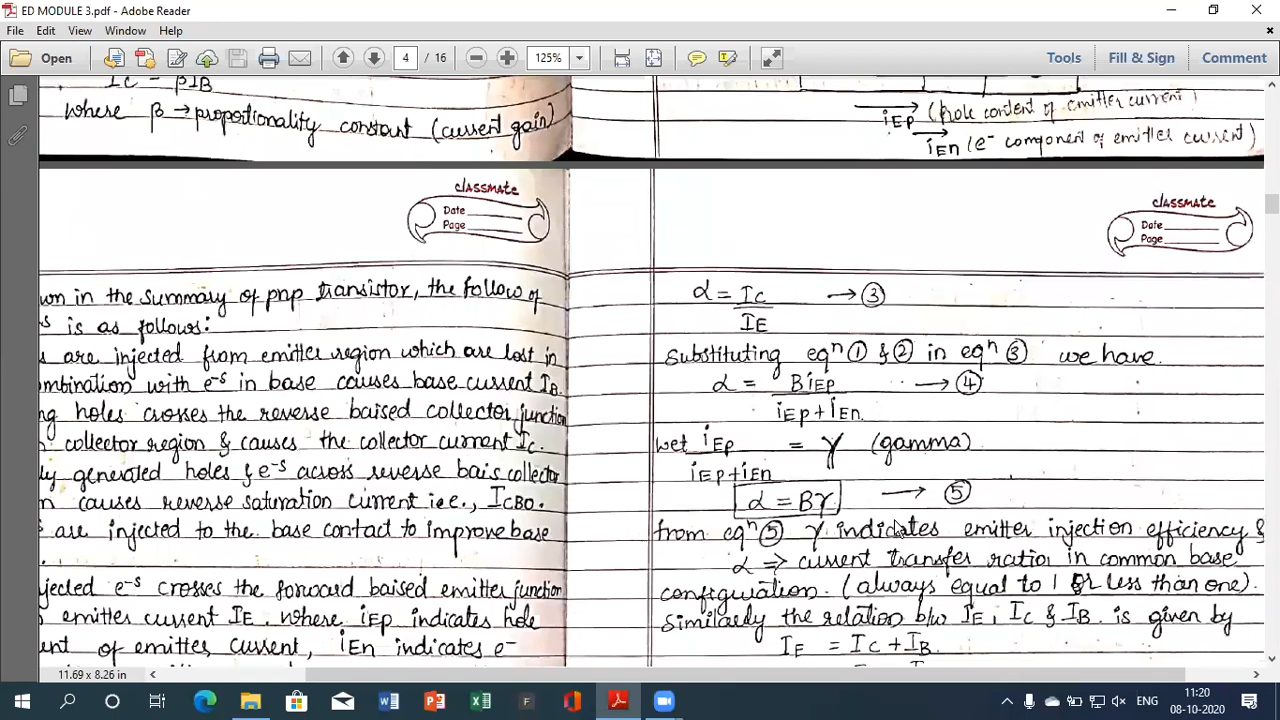 ED MODULE 3.pdf - Adobe Reader
File Edit View Window Help
Open
4 / 16
125%
Tools
Fill & Sign
Comment
IC = βIB
where β → proportionality constant (current gain)
iEp (hole content of emitter current)
iEn (e- component of emitter current)
classmate
Date
Page
wn in the summary of pnp transistor, the follow of
s is as follows:
s are injected from emitter region which are lost in
ombination with e-s in base causes base current IB.
ng holes crosses the reverse baised collector junction
collector region & causes the collector current IC.
ly generated holes & e-s across reverse bais collector
n causes reverse saturation current i.e., ICBO.
s are injected to the base contact to improve base
jected e-s crosses the forward baised emitter junction
emitter current IE. where iEp indicates hole
ent of emitter current, iEn indicates e-
classmate
Date
Page
α = IC → ③
IE
Substituting eqn ① & ② in eqn ③ we have.
α = BiEp → ④
iEp + iEn
wet iEp = γ (gamma)
iEp + iEn
α = Bγ → ⑤
from eqn ⑤ γ indicates emitter injection efficiency &
α ⇒ current transfer ratio in common base
configuration. (always equal to 1 or less than one).
similarly the relation b/w IE, IC & IB is given by
IE = IC + IB
11.69 x 8.26 in
ENG
11:20
08-10-2020